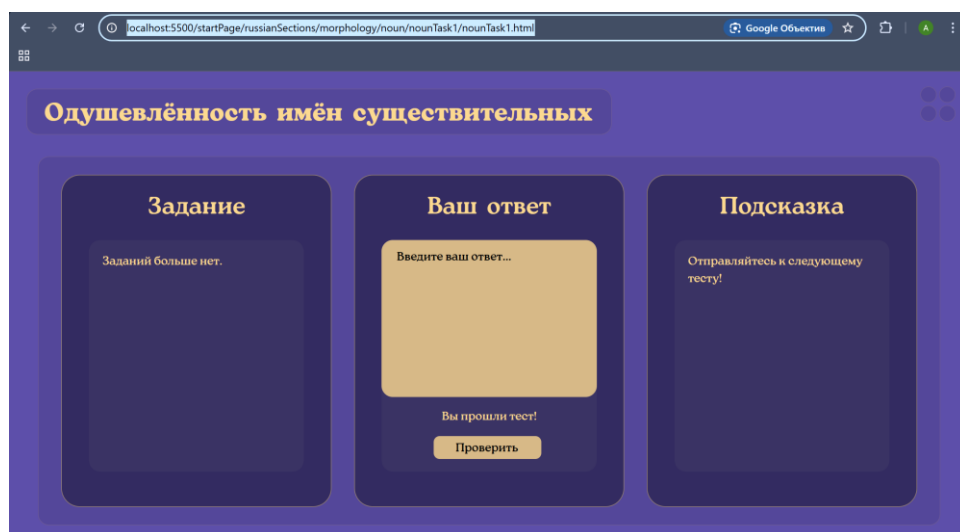 localhost:5500/startPage/russianSections/morphology/noun/nounTask1/nounTask1.html
Google Объектив
A
Одушевлённость имён существительных
Задание
Заданий больше нет.
Ваш ответ
Введите ваш ответ...
Вы прошли тест!
Проверить
Подсказка
Отправляйтесь к следующему
тесту!